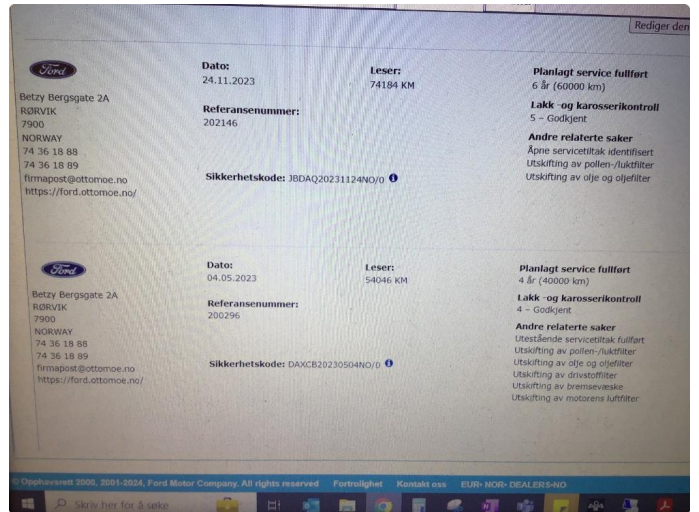 Rediger den
Ford
Betzy Bergsgate 2A
RØRVIK
7900
NORWAY
74 36 18 88
74 36 18 89
firmapost@ottomoe.no
https://ford.ottomoe.no/
Dato:
24.11.2023
Referansenummer:
202146
Sikkerhetskode: JBDAQ20231124NO/0
Leser:
74184 KM
Planlagt service fullført
6 år (60000 km)
Lakk -og karosserikontroll
5 - Godkjent
Andre relaterte saker
Åpne servicetiltak identifisert
Utskifting av pollen-/luktfilter
Utskifting av olje og oljefilter
Ford
Betzy Bergsgate 2A
RØRVIK
7900
NORWAY
74 36 18 88
74 36 18 89
firmapost@ottomoe.no
https://ford.ottomoe.no/
Dato:
04.05.2023
Referansenummer:
200296
Sikkerhetskode: DAXCB20230504NO/0
Leser:
54046 KM
Planlagt service fullført
4 år (40000 km)
Lakk -og karosserikontroll
4 - Godkjent
Andre relaterte saker
Utestående servicetiltak fullført
Utskifting av pollen-/luktfilter
Utskifting av olje og oljefilter
Utskifting av drivstoffilter
Utskifting av bremsevæske
Utskifting av motorens luftfilter
© Opphavsrett 2000, 2001-2024, Ford Motor Company. All rights reserved Fortrolighet Kontakt oss EUR- NOR- DEALERS-NO
Skriv her for å søke